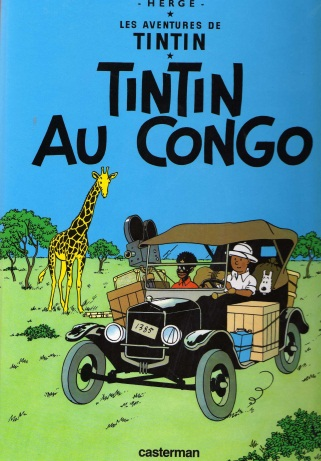 - HERGÉ -
LES AVENTURES DE
TINTIN
TINTIN
AU CONGO
1385
casterman